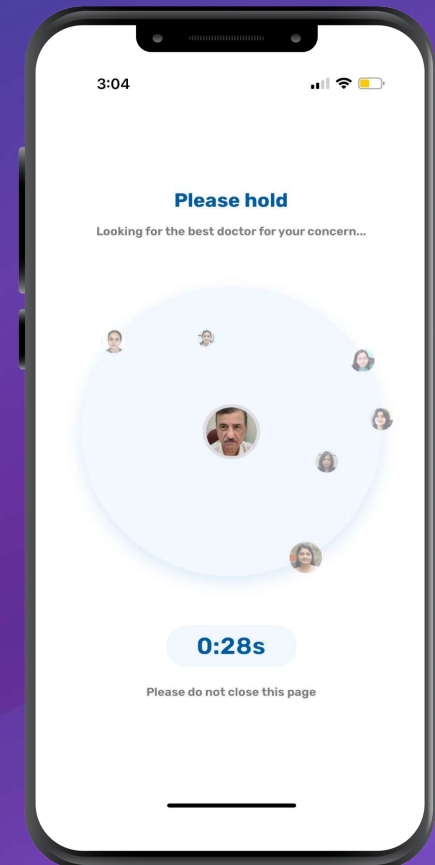 3:04
Please hold
Looking for the best doctor for your concern...
0:28s
Please do not close this page